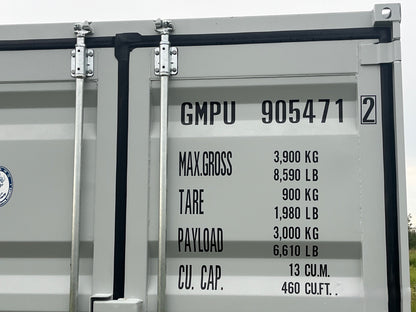 GMPU 905471 2
MAX.GROSS 3,900 KG
8,590 LB
TARE 900 KG
1,980 LB
PAYLOAD 3,000 KG
6,610 LB
CU. CAP. 13 CU.M.
460 CU.FT. .